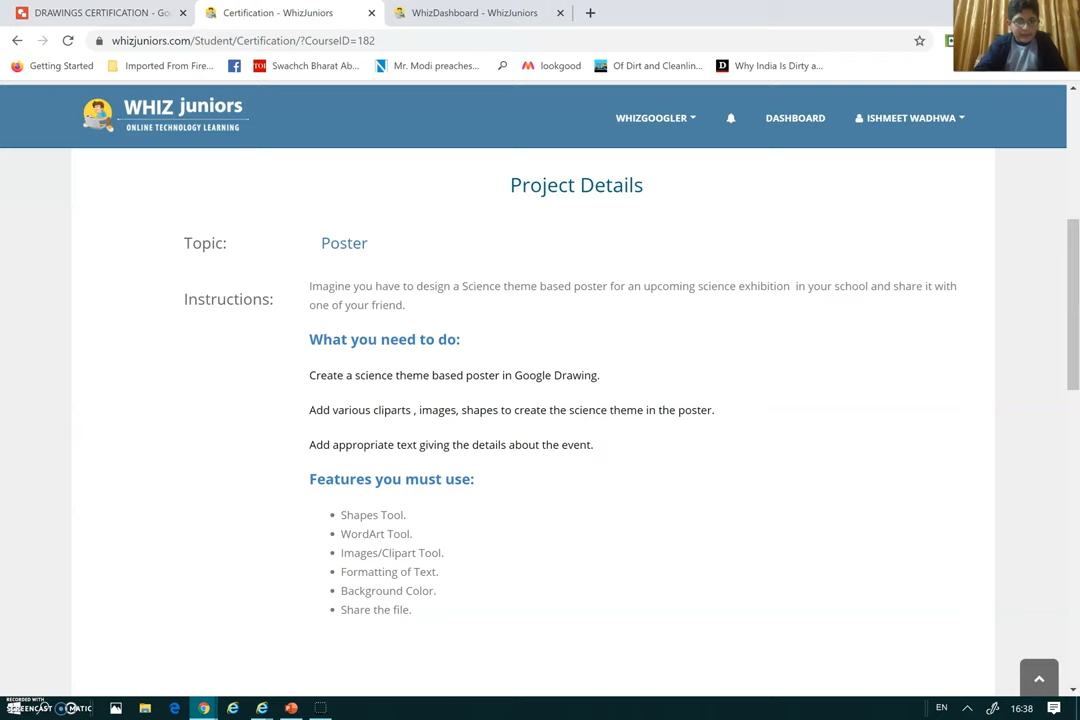 DRAWINGS CERTIFICATION - Go
Certification - WhizJuniors
WhizDashboard - WhizJuniors
whizjuniors.com/Student/Certification/?CourseID=182
Getting Started
Imported From Fire...
TOI
Swachch Bharat Ab...
N
Mr. Modi preaches...
lookgood
Of Dirt and Cleanlin...
D
Why India Is Dirty a...
WHIZ juniors
ONLINE TECHNOLOGY LEARNING
WHIZGOOGLER
DASHBOARD
ISHMEET WADHWA
Project Details
Topic:
Poster
Instructions:
Imagine you have to design a Science theme based poster for an upcoming science exhibition in your school and share it with
one of your friend.
What you need to do:
Create a science theme based poster in Google Drawing.
Add various cliparts , images, shapes to create the science theme in the poster.
Add appropriate text giving the details about the event.
Features you must use:
Shapes Tool.
WordArt Tool.
Images/Clipart Tool.
Formatting of Text.
Background Color.
Share the file.
RECORDED WITH
SCREENCAST MATIC
EN
16:38